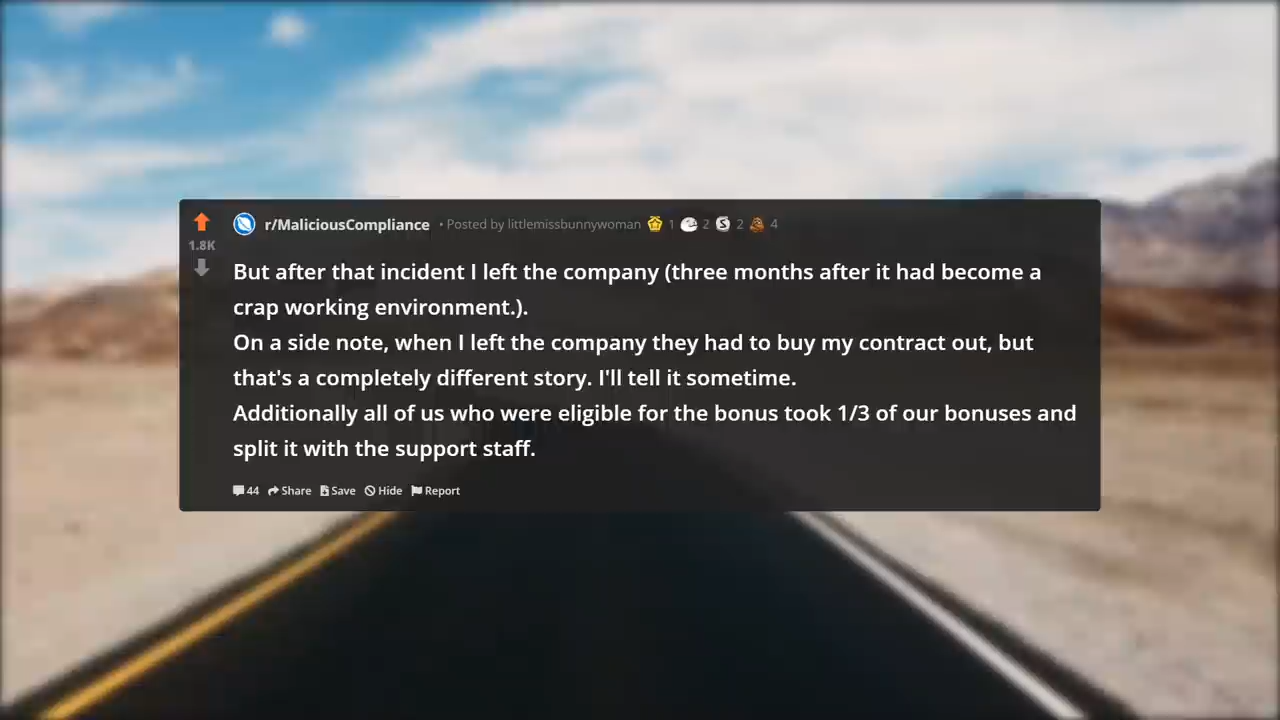 r/MaliciousCompliance • Posted by littlemissbunnywoman 1 2 2 4
1.8K
But after that incident I left the company (three months after it had become a
crap working environment.).
On a side note, when I left the company they had to buy my contract out, but
that's a completely different story. I'll tell it sometime.
Additionally all of us who were eligible for the bonus took 1/3 of our bonuses and
split it with the support staff.
44 Share Save Hide Report